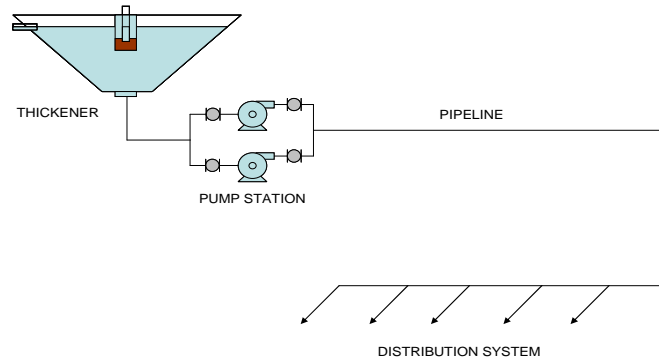 THICKENER
PIPELINE
PUMP STATION
DISTRIBUTION SYSTEM